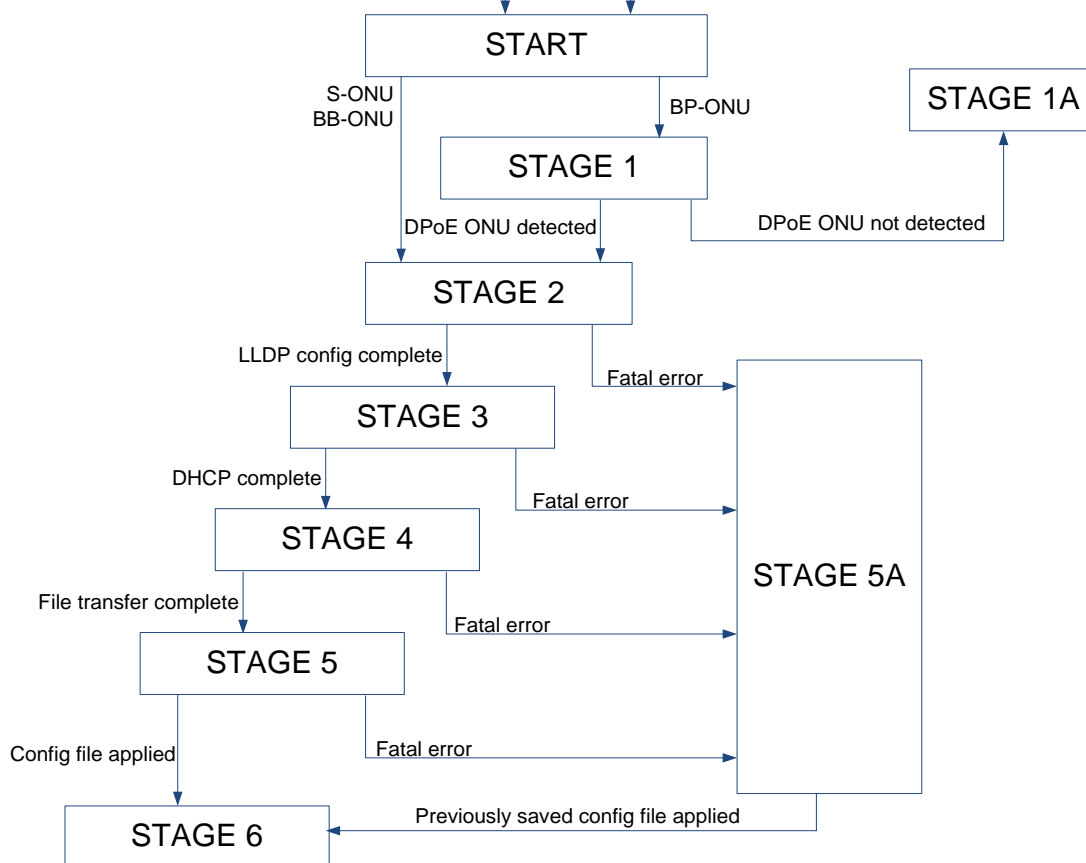 START
S-ONU
BB-ONU
BP-ONU
STAGE 1A
STAGE 1
DPoE ONU detected
DPoE ONU not detected
STAGE 2
LLDP config complete
Fatal error
STAGE 3
DHCP complete
Fatal error
STAGE 4
STAGE 5A
File transfer complete
Fatal error
STAGE 5
Config file applied
Fatal error
Previously saved config file applied
STAGE 6